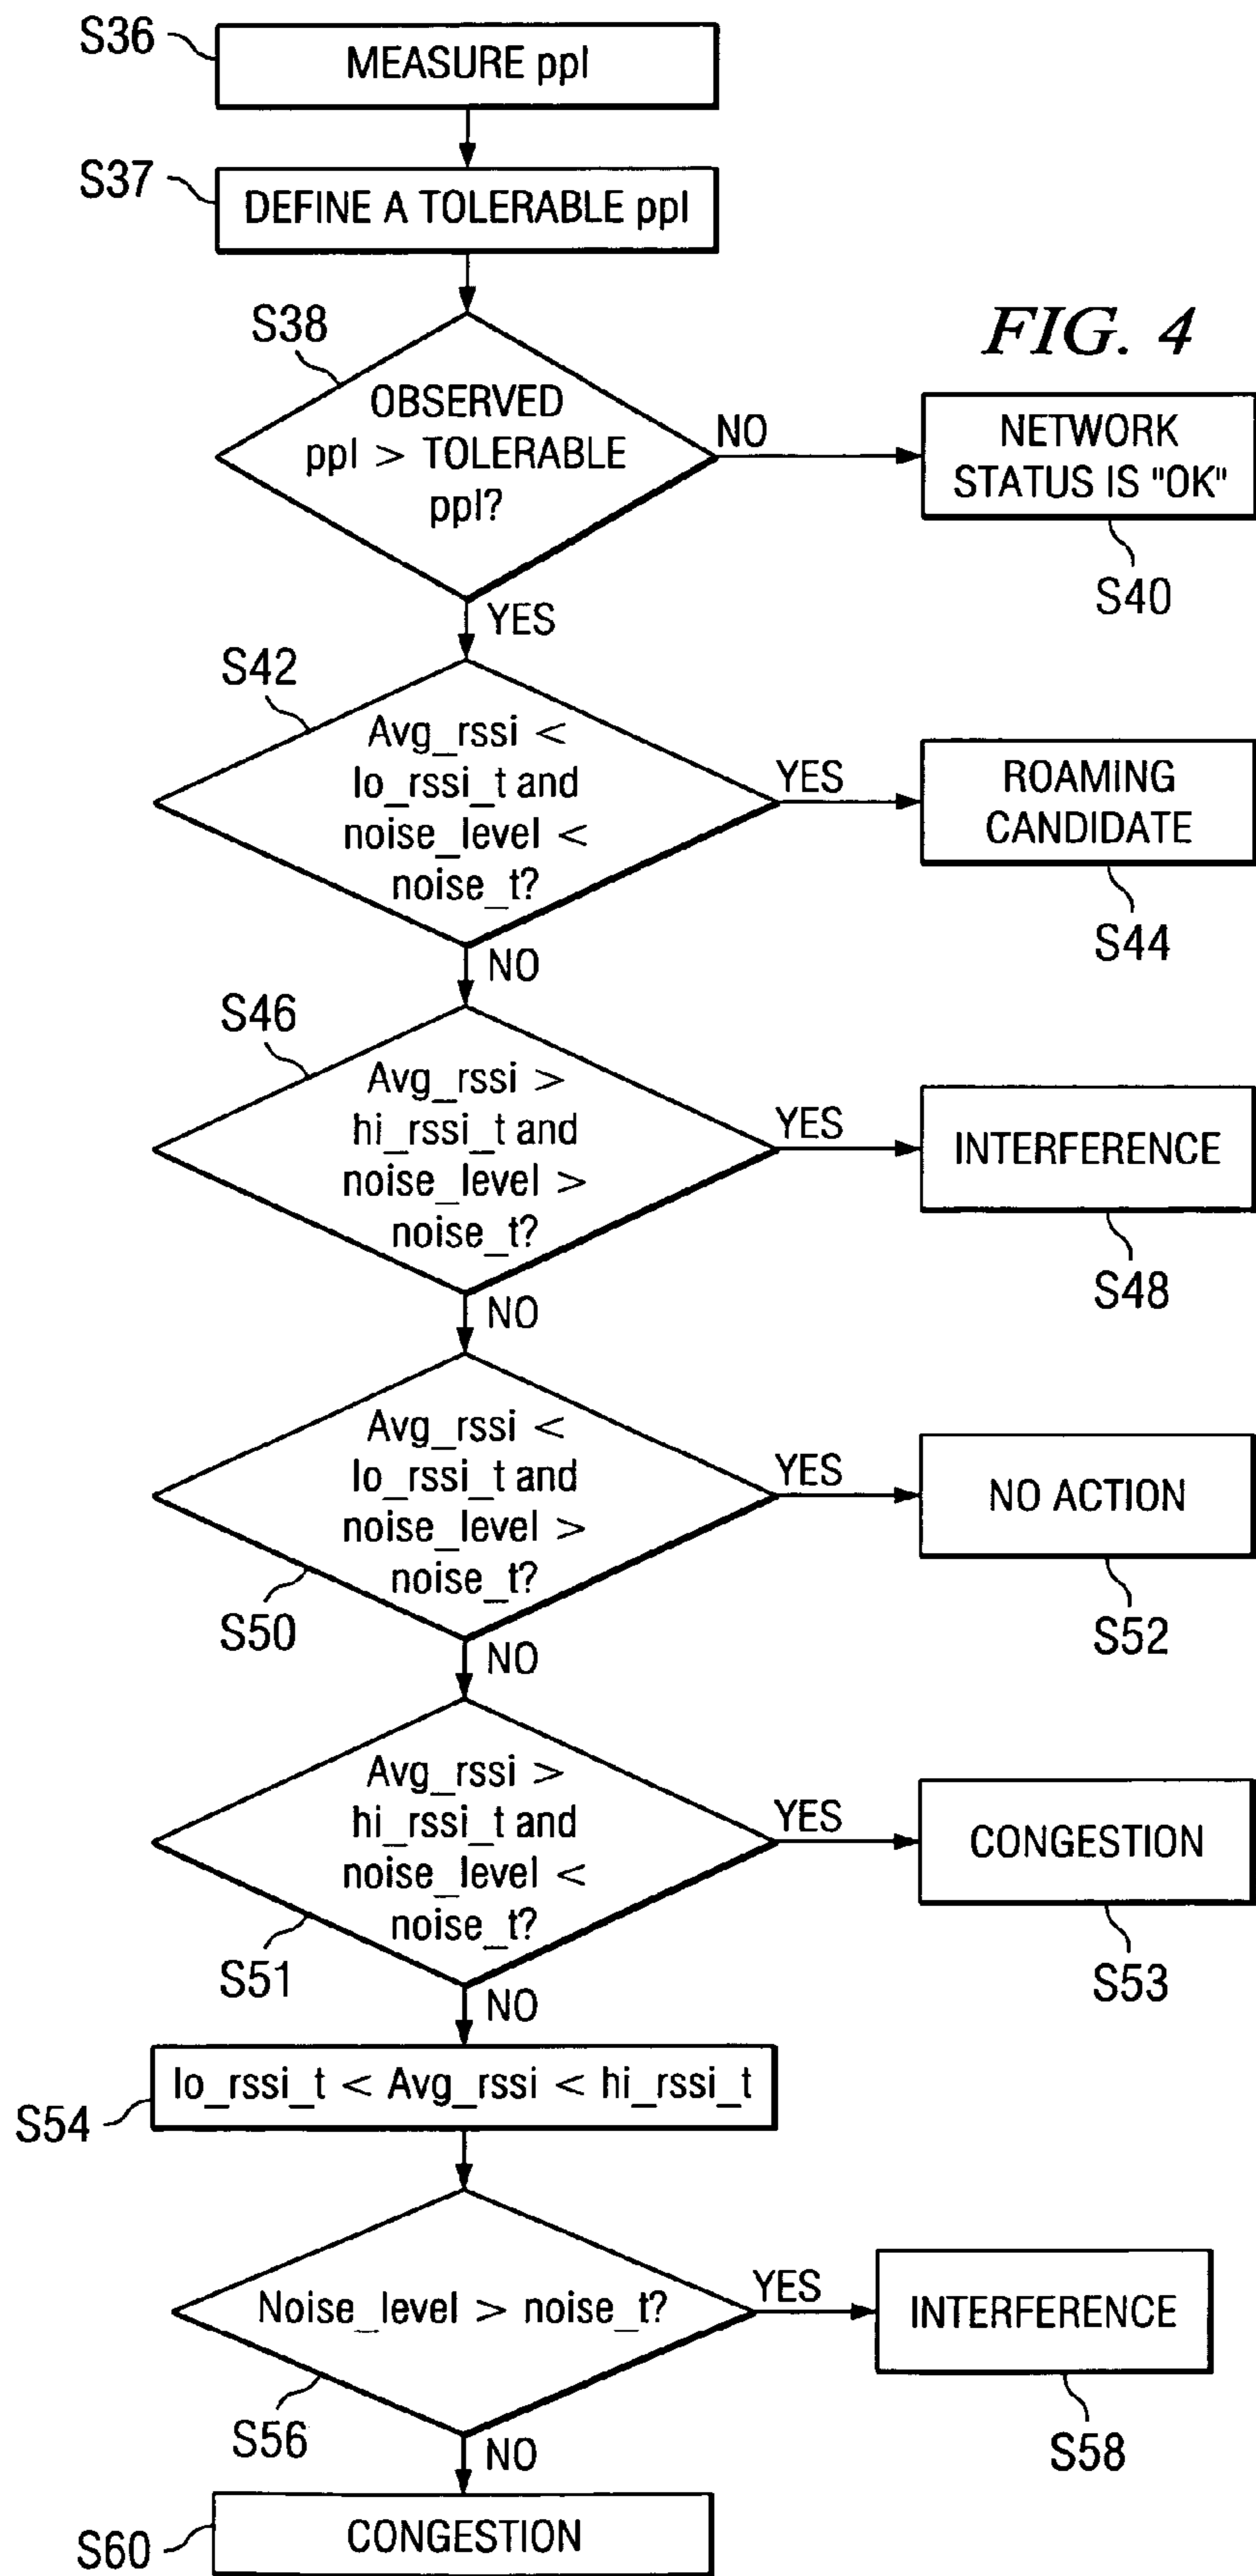 S36
MEASURE ppl
S37
DEFINE A TOLERABLE ppl
S38
OBSERVED
ppl > TOLERABLE
ppl?
NO
FIG. 4
NETWORK
STATUS IS "OK"
S40
YES
S42
Avg_rssi <
lo_rssi_t and
noise_level <
noise_t?
YES
ROAMING
CANDIDATE
S44
NO
S46
Avg_rssi >
hi_rssi_t and
noise_level >
noise_t?
YES
INTERFERENCE
S48
NO
Avg_rssi <
lo_rssi_t and
noise_level >
noise_t?
S50
YES
NO ACTION
S52
NO
Avg_rssi >
hi_rssi_t and
noise_level <
noise_t?
S51
YES
CONGESTION
S53
NO
lo_rssi_t < Avg_rssi < hi_rssi_t
S54
Noise_level > noise_t?
S56
YES
INTERFERENCE
S58
NO
CONGESTION
S60